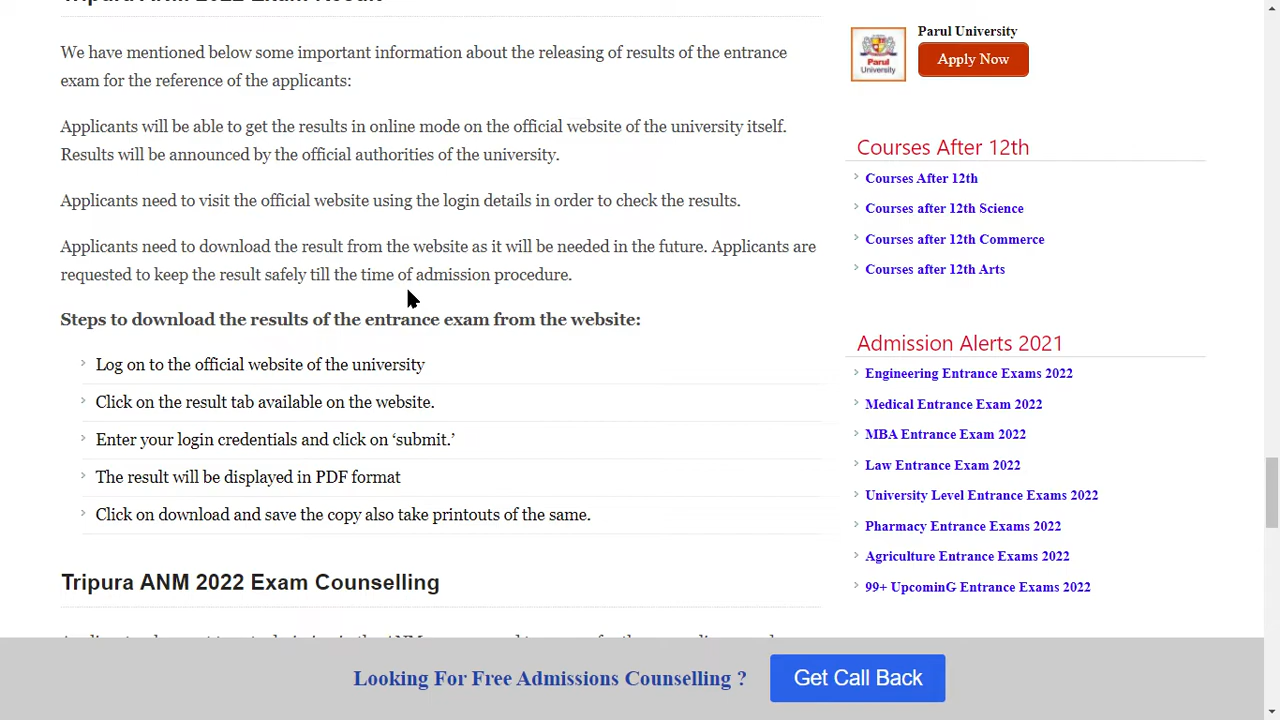 Tripura ANM 2022 Exam Result
We have mentioned below some important information about the releasing of results of the entrance
exam for the reference of the applicants:
Applicants will be able to get the results in online mode on the official website of the university itself.
Results will be announced by the official authorities of the university.
Applicants need to visit the official website using the login details in order to check the results.
Applicants need to download the result from the website as it will be needed in the future. Applicants are
requested to keep the result safely till the time of admission procedure.
Steps to download the results of the entrance exam from the website:
Log on to the official website of the university
Click on the result tab available on the website.
Enter your login credentials and click on ‘submit.’
The result will be displayed in PDF format
Click on download and save the copy also take printouts of the same.
Tripura ANM 2022 Exam Counselling
Parul University
Parul
University
Apply Now
Courses After 12th
Courses After 12th
Courses after 12th Science
Courses after 12th Commerce
Courses after 12th Arts
Admission Alerts 2021
Engineering Entrance Exams 2022
Medical Entrance Exam 2022
MBA Entrance Exam 2022
Law Entrance Exam 2022
University Level Entrance Exams 2022
Pharmacy Entrance Exams 2022
Agriculture Entrance Exams 2022
99+ UpcominG Entrance Exams 2022
Looking For Free Admissions Counselling ?
Get Call Back